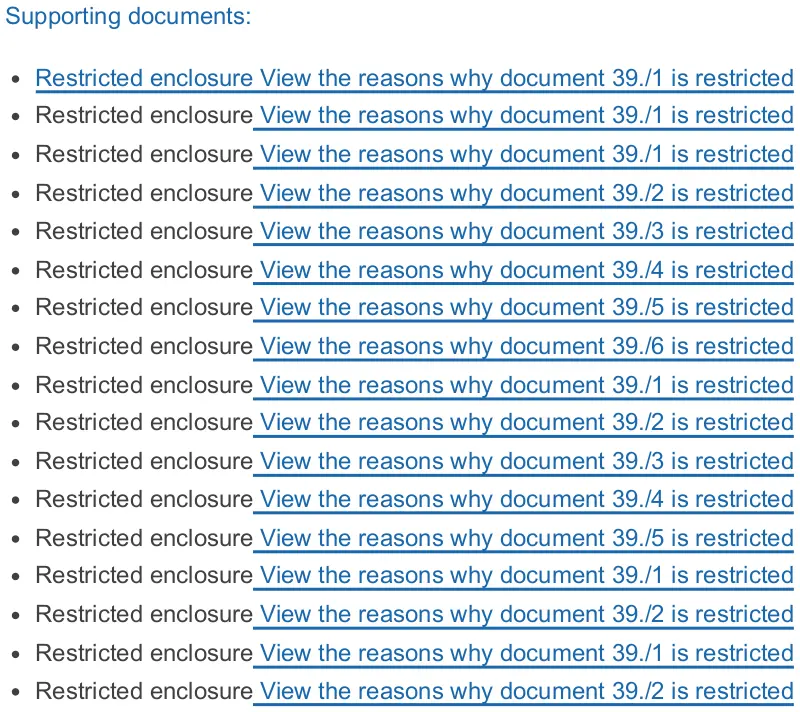 Supporting documents:
Restricted enclosure View the reasons why document 39./1 is restricted
Restricted enclosure View the reasons why document 39./1 is restricted
Restricted enclosure View the reasons why document 39./1 is restricted
Restricted enclosure View the reasons why document 39./2 is restricted
Restricted enclosure View the reasons why document 39./3 is restricted
Restricted enclosure View the reasons why document 39./4 is restricted
Restricted enclosure View the reasons why document 39./5 is restricted
Restricted enclosure View the reasons why document 39./6 is restricted
Restricted enclosure View the reasons why document 39./1 is restricted
Restricted enclosure View the reasons why document 39./2 is restricted
Restricted enclosure View the reasons why document 39./3 is restricted
Restricted enclosure View the reasons why document 39./4 is restricted
Restricted enclosure View the reasons why document 39./5 is restricted
Restricted enclosure View the reasons why document 39./1 is restricted
Restricted enclosure View the reasons why document 39./2 is restricted
Restricted enclosure View the reasons why document 39./1 is restricted
Restricted enclosure View the reasons why document 39./2 is restricted